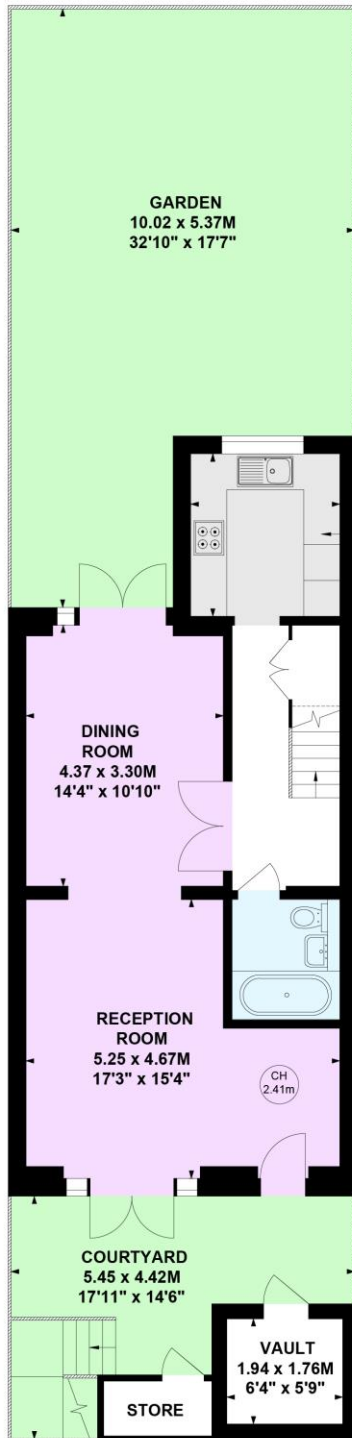 GARDEN
10.02 x 5.37M
32'10" x 17'7"
DINING
ROOM
4.37 x 3.30M
14'4" x 10'10"
RECEPTION
ROOM
5.25 x 4.67M
17'3" x 15'4"
CH
2.41m
COURTYARD
5.45 x 4.42M
17'11" x 14'6"
VAULT
1.94 x 1.76M
6'4" x 5'9"
STORE